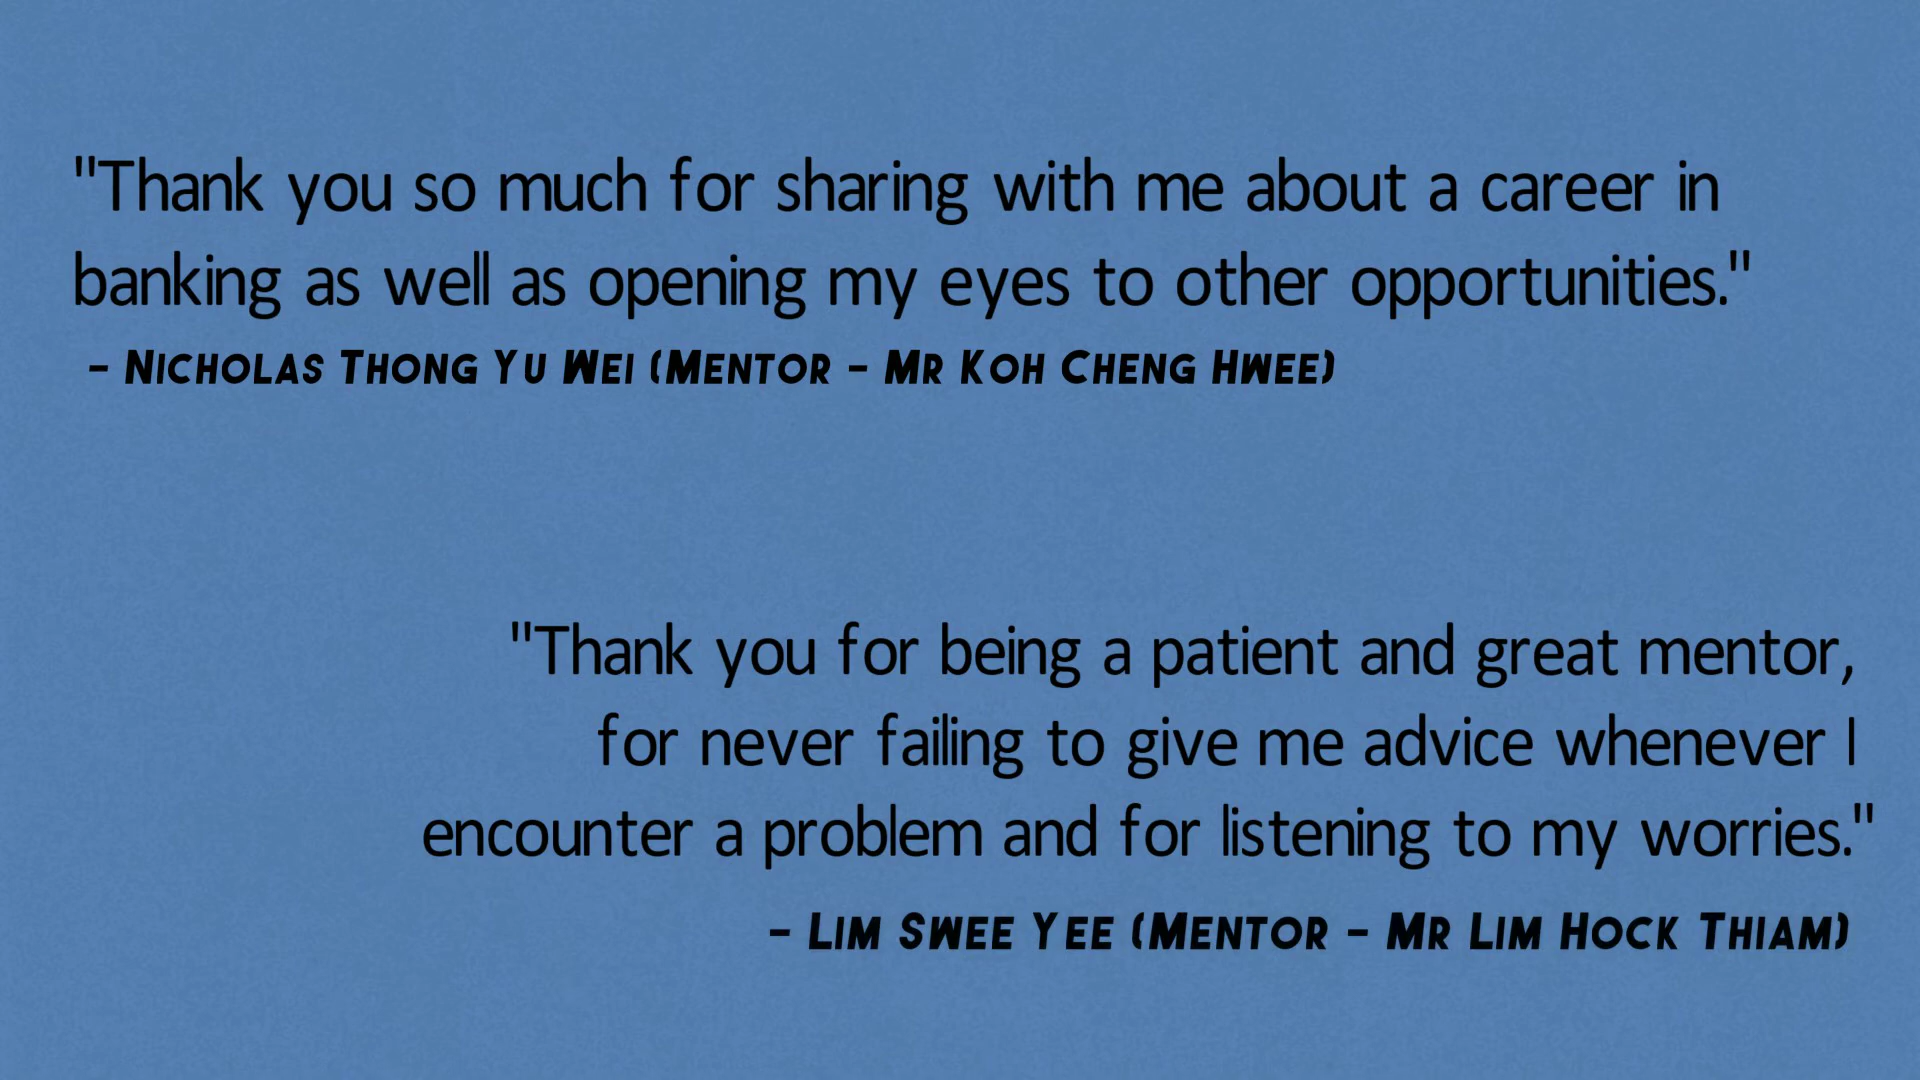 "Thank you so much for sharing with me about a career in
banking as well as opening my eyes to other opportunities."
- Nicholas Thong Yu Wei (Mentor - Mr Koh Cheng Hwee)
"Thank you for being a patient and great mentor,
for never failing to give me advice whenever I
encounter a problem and for listening to my worries."
- Lim Swee Yee (Mentor - Mr Lim Hock Thiam)